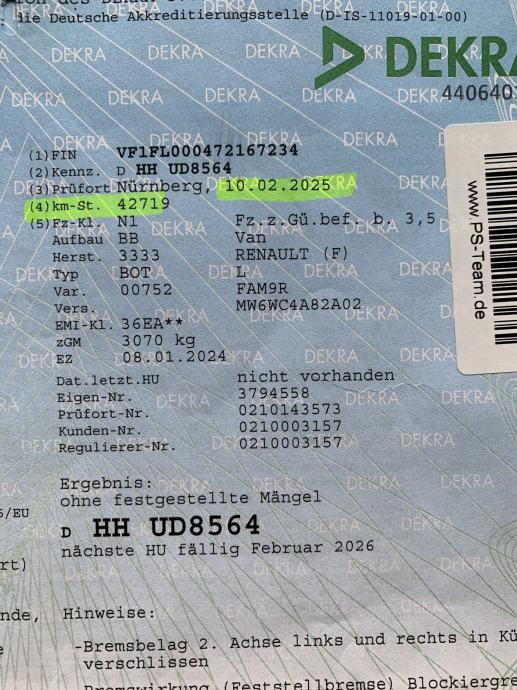 die Deutsche Akkreditierungsstelle (D-IS-11019-01-00)
DEKRA
440640
(1) FIN VF1FL000472167234
(2) Kennz. D HH UD8564
(3) Prüfort Nürnberg, 10.02.2025
(4) km-St. 42719
(5) Fz-Kl. N1 Fz.z.Gü.bef. b. 3,5
Aufbau BB Van
Herst. 3333 RENAULT (F)
Typ BOT L
Var. 00752 FAM9R
Vers. MW6WC4A82A02
EMI-Kl. 36EA**
zGM 3070 kg
EZ 08.01.2024
Dat.letzt.HU nicht vorhanden
Eigen-Nr. 3794558
Prüfort-Nr. 0210143573
Kunden-Nr. 0210003157
Regulierer-Nr. 0210003157
Ergebnis:
ohne festgestellte Mängel
D HH UD8564
nächste HU fällig Februar 2026
Hinweise:
-Bremsbelag 2. Achse links und rechts in Kü
verschlissen
Bremswirkung (Feststellbremse) Blockiergre
www.PS-Team.de